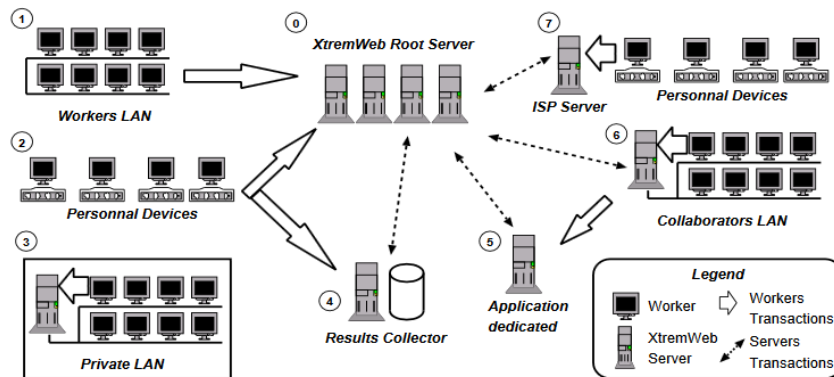 1
Workers LAN
0
XtremWeb Root Server
7
ISP Server
Personnal Devices
2
Personnal Devices
6
Collaborators LAN
3
Private LAN
4
Results Collector
5
Application
dedicated
Legend
Worker
Workers
Transactions
XtremWeb
Server
Servers
Transactions